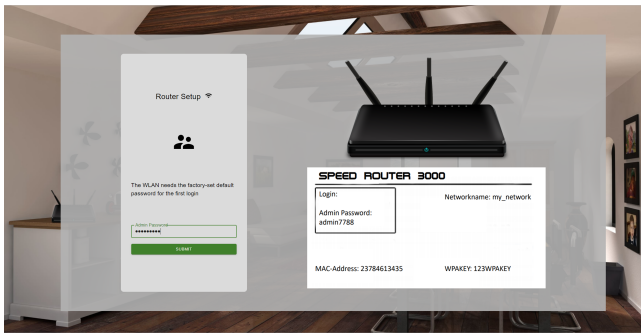 Router Setup
The WLAN needs the factory-set default
password for the first login
Admin Password
SUBMIT
SPEED ROUTER 3000
Login:
Networkname: my_network
Admin Password:
admin7788
MAC-Address: 23784613435
WPAKEY: 123WPAKEY